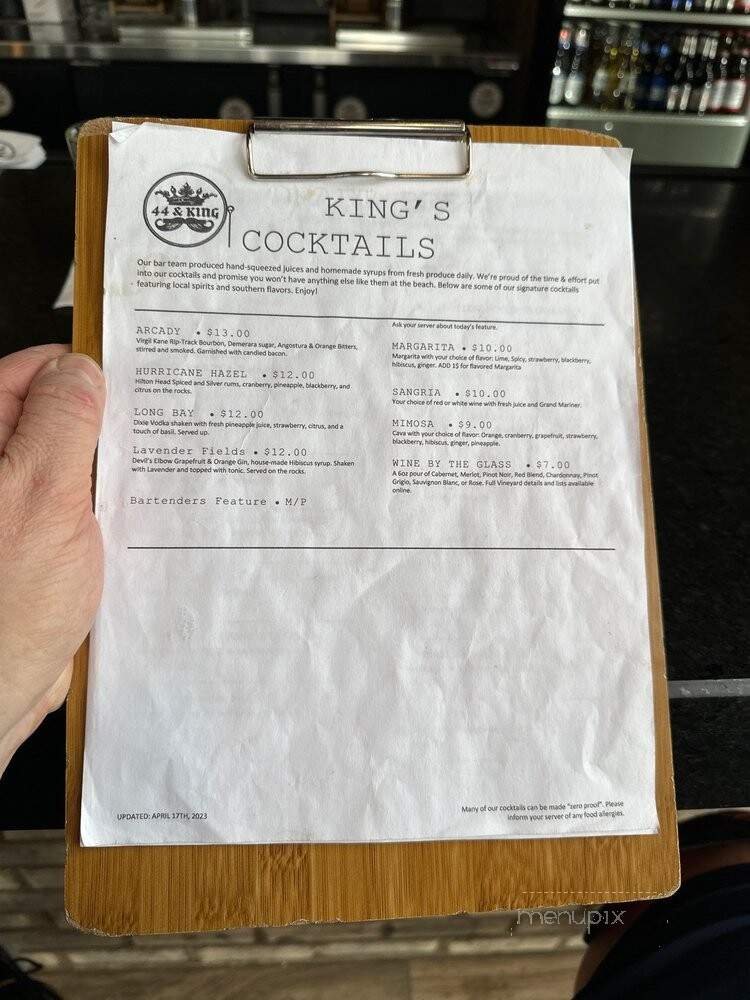 44 & KING
KING'S
COCKTAILS
Our bar team produced hand-squeezed juices and homemade syrups from fresh produce daily. We're proud of the time & effort put
into our cocktails and promise you won't have anything else like them at the beach. Below are some of our signature cocktails
featuring local spirits and southern flavors. Enjoy!
ARCADY • $13.00
Virgil Kane Rip-Track Bourbon, Demerara sugar, Angostura & Orange Bitters,
stirred and smoked. Garnished with candied bacon.
HURRICANE HAZEL • $12.00
Hilton Head Spiced and Silver rums, cranberry, pineapple, blackberry, and
citrus on the rocks.
LONG BAY • $12.00
Dixie Vodka shaken with fresh pineapple juice, strawberry, citrus, and a
touch of basil. Served up.
Lavender Fields • $12.00
Devil's Elbow Grapefruit & Orange Gin, house-made Hibiscus syrup. Shaken
with Lavender and topped with tonic. Served on the rocks.
Bartenders Feature • M/P
Ask your server about today's feature.
MARGARITA • $10.00
Margarita with your choice of flavor: Lime, Spicy, strawberry, blackberry,
hibiscus, ginger. ADD 1$ for flavored Margarita
SANGRIA • $10.00
Your choice of red or white wine with fresh juice and Grand Marnier.
MIMOSA • $9.00
Cava with your choice of flavor: Orange, cranberry, grapefruit, strawberry,
blackberry, hibiscus, ginger, pineapple.
WINE BY THE GLASS • $7.00
A 6oz pour of Cabernet, Merlot, Pinot Noir, Red Blend, Chardonnay, Pinot
Grigio, Sauvignon Blanc, or Rose. Full Vineyard details and lists available
online.
UPDATED: APRIL 17TH, 2023
Many of our cocktails can be made "zero proof". Please
inform your server of any food allergies.
menupix